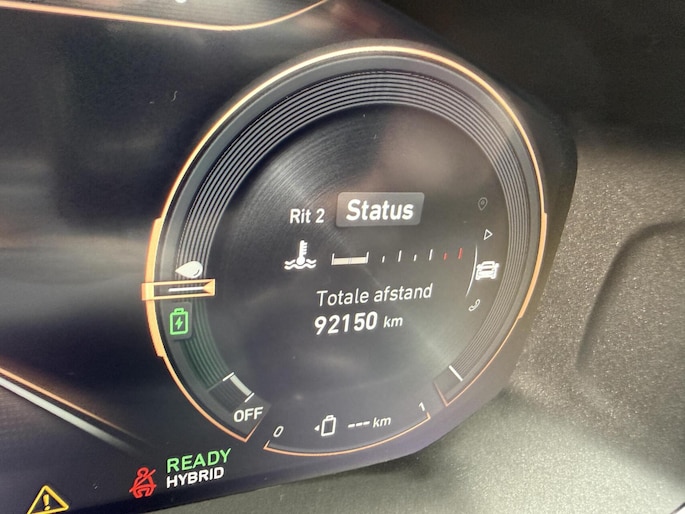 Rit 2 Status
Totale afstand
92150 km
OFF
0 --- km 1
READY
HYBRID